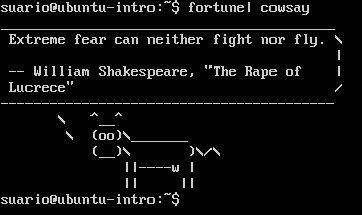 suario@ubuntu-intro:~$ fortune| cowsay
 _________________________________________
/ Extreme fear can neither fight nor fly. \
|                                         |
| -- William Shakespeare, "The Rape of    |
\ Lucrece"                                /
 -----------------------------------------
        \   ^__^
         \  (oo)\_______
            (__)\       )\/\
                ||----w |
                ||     ||
suario@ubuntu-intro:~$